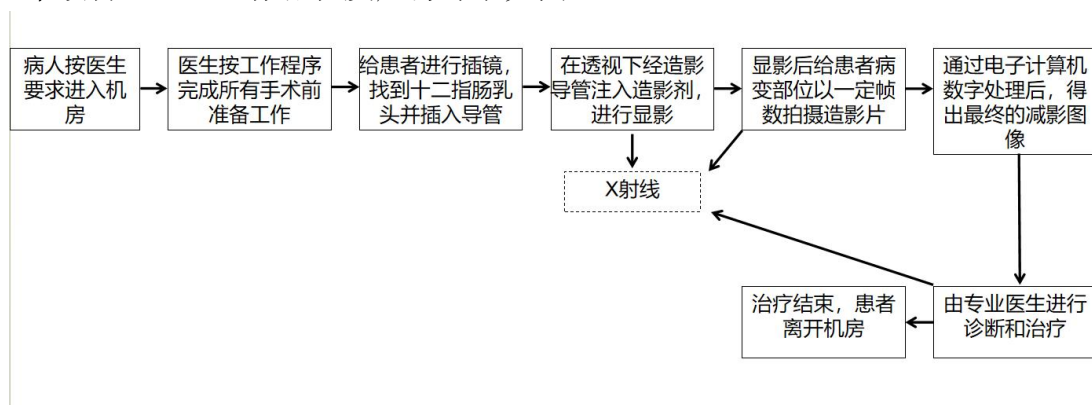 病人按医生
要求进入机
房
医生按工作程序
完成所有手术前
准备工作
给患者进行插镜，
找到十二指肠乳
头并插入导管
在透视下经造影
导管注入造影剂，
进行显影
显影后给患者病
变部位以一定帧
数拍摄造影片
通过电子计算机
数字处理后，得
出最终的减影图
像
X射线
治疗结束，患者
离开机房
由专业医生进行
诊断和治疗